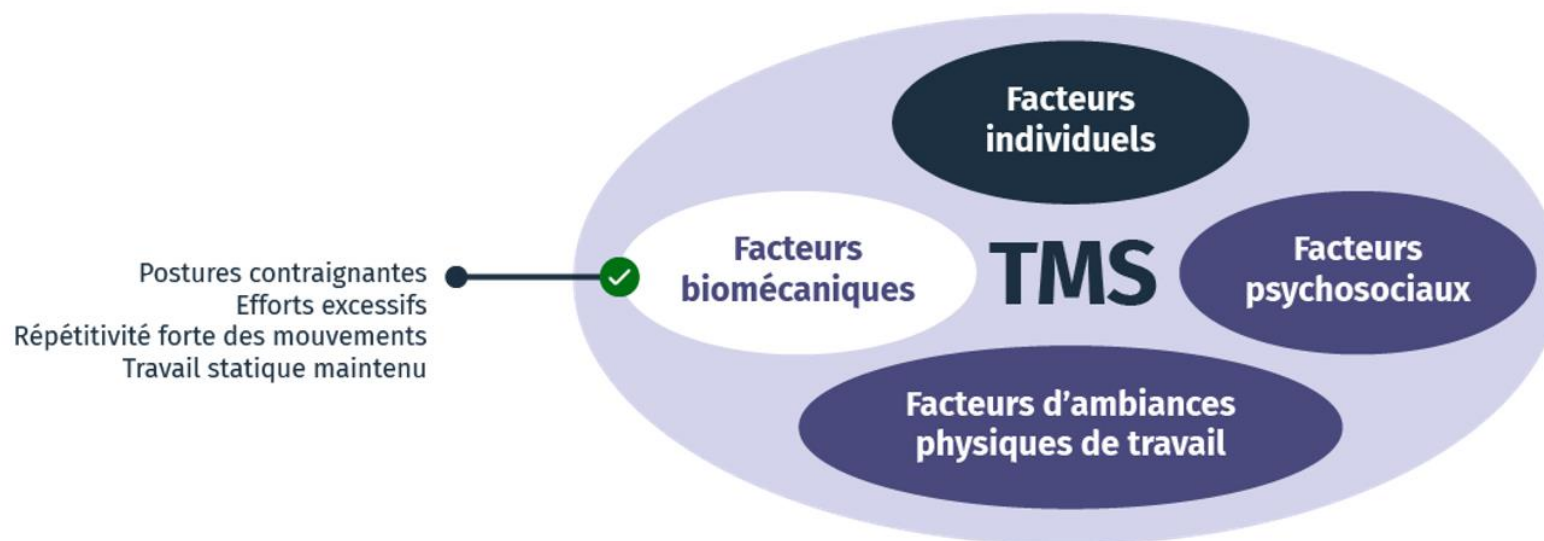 Facteurs
individuels
Facteurs
biomécaniques
TMS
Facteurs
psychosociaux
Facteurs d’ambiances
physiques de travail
Postures contraignantes
Efforts excessifs
Répétitivité forte des mouvements
Travail statique maintenu